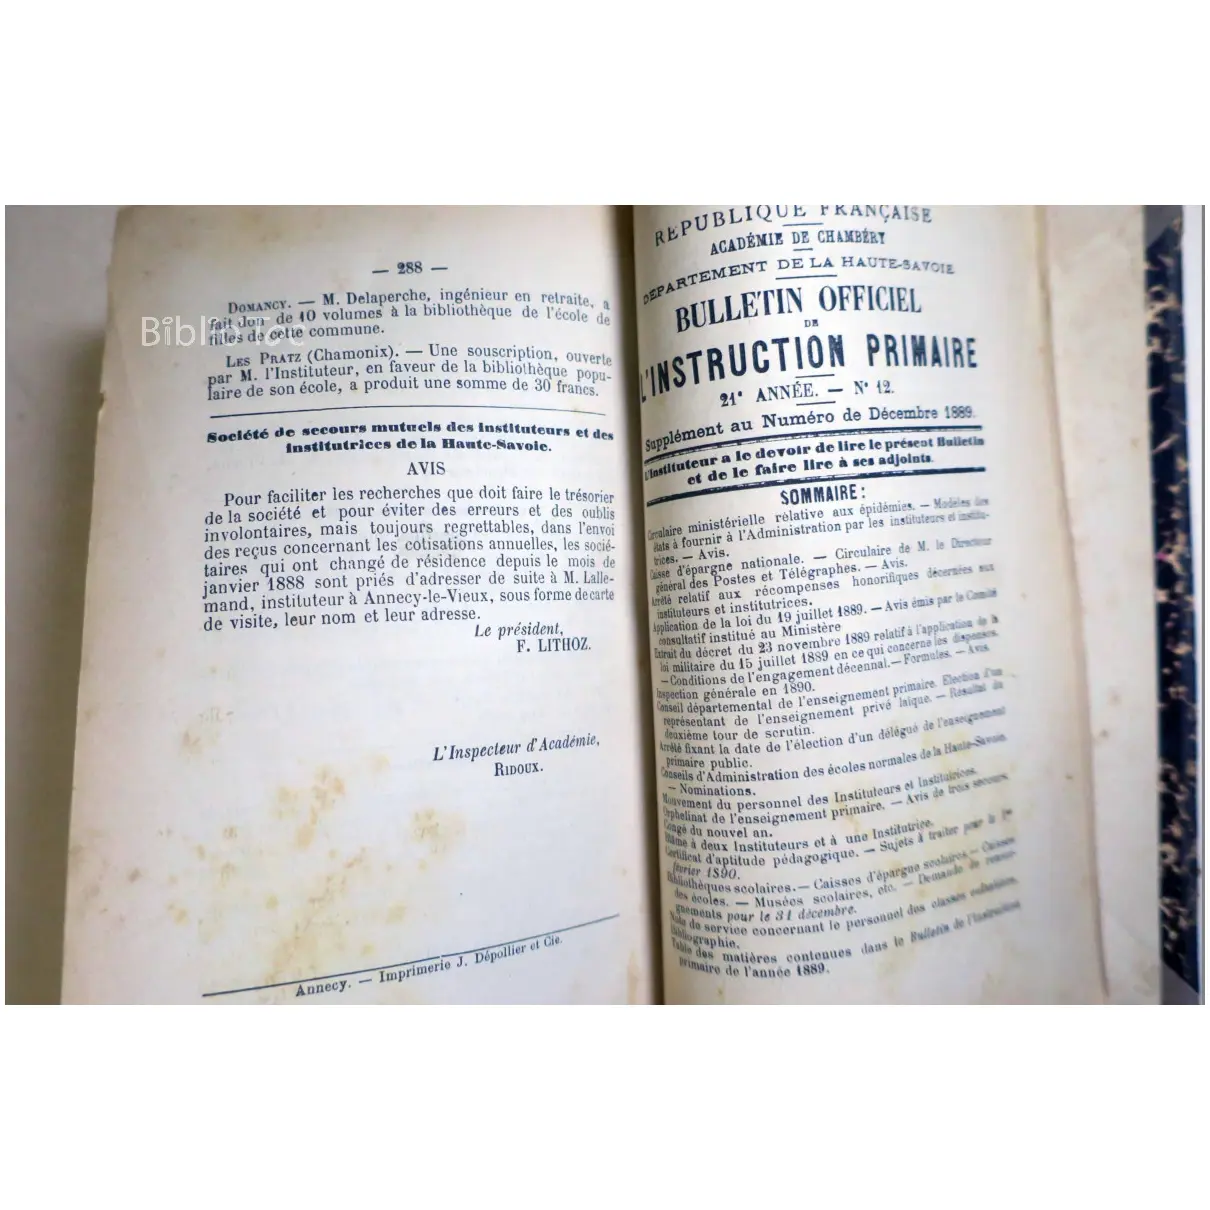 — 288 —
DOMANCY. — M. Delaperche, ingénieur en retraite, a
fait don de 10 volumes à la bibliothèque de l'école de
filles de cette commune.
LES PRATZ (Chamonix). — Une souscription, ouverte
par M. l'Instituteur, en faveur de la bibliothèque popu-
laire de son école, a produit une somme de 30 francs.
Société de secours mutuels des instituteurs et des
institutrices de la Haute-Savoie.
AVIS
Pour faciliter les recherches que doit faire le trésorier
de la société et pour éviter des erreurs et des oublis
involontaires, mais toujours regrettables, dans l'envoi
des reçus concernant les cotisations annuelles, les socié-
taires qui ont changé de résidence depuis le mois de
janvier 1888 sont priés d'adresser de suite à M. Lalle-
mand, instituteur à Annecy-le-Vieux, sous forme de carte
de visite, leur nom et leur adresse.
Le président,
F. LITHOZ.
L'Inspecteur d'Académie,
RIDOUX.
Annecy. — Imprimerie J. Dépollier et Cie.
Biblio Toc
RÉPUBLIQUE FRANÇAISE
ACADÉMIE DE CHAMBÉRY
DÉPARTEMENT DE LA HAUTE-SAVOIE
BULLETIN OFFICIEL
DE
L'INSTRUCTION PRIMAIRE
21e ANNÉE. — N° 12.
Supplément au Numéro de Décembre 1889.
L'Instituteur a le devoir de lire le présent Bulletin
et de le faire lire à ses adjoints.
SOMMAIRE :
Circulaire ministérielle relative aux épidémies. — Modèles des
états à fournir à l'Administration par les instituteurs et institu-
trices. — Avis.
Caisse d'épargne nationale. — Circulaire de M. le Directeur
général des Postes et Télégraphes. — Avis.
Arrêté relatif aux récompenses honorifiques décernées aux
instituteurs et institutrices.
Application de la loi du 19 juillet 1889. — Avis émis par le Comité
consultatif institué au Ministère
Extrait du décret du 23 novembre 1889 relatif à l'application de la
loi militaire du 15 juillet 1889 en ce qui concerne les dispenses.
— Conditions de l'engagement décennal. — Formules. — Avis.
Inspection générale en 1890.
Conseil départemental de l'enseignement primaire. Election d'un
représentant de l'enseignement privé laïque. — Résultat du
deuxième tour de scrutin.
Arrêté fixant la date de l'élection d'un délégué de l'enseignement
primaire public.
Conseils d'Administration des écoles normales de la Haute-Savoie.
— Nominations.
Mouvement du personnel des Instituteurs et Institutrices.
Orphelinat de l'enseignement primaire. — Avis de trois secours.
Congé du nouvel an.
Blâme à deux Instituteurs et à une Institutrice.
Certificat d'aptitude pédagogique. — Sujets à traiter pour le 1er
février 1890.
Bibliothèques scolaires. — Caisses d'épargne scolaires. — Caisses
des écoles. — Musées scolaires, etc. — Demande de rensei-
gnements pour le 31 décembre.
Note de service concernant le personnel des classes enfantines.
Bibliographie.
Table des matières contenues dans le Bulletin de l'Instruction
primaire de l'année 1889.